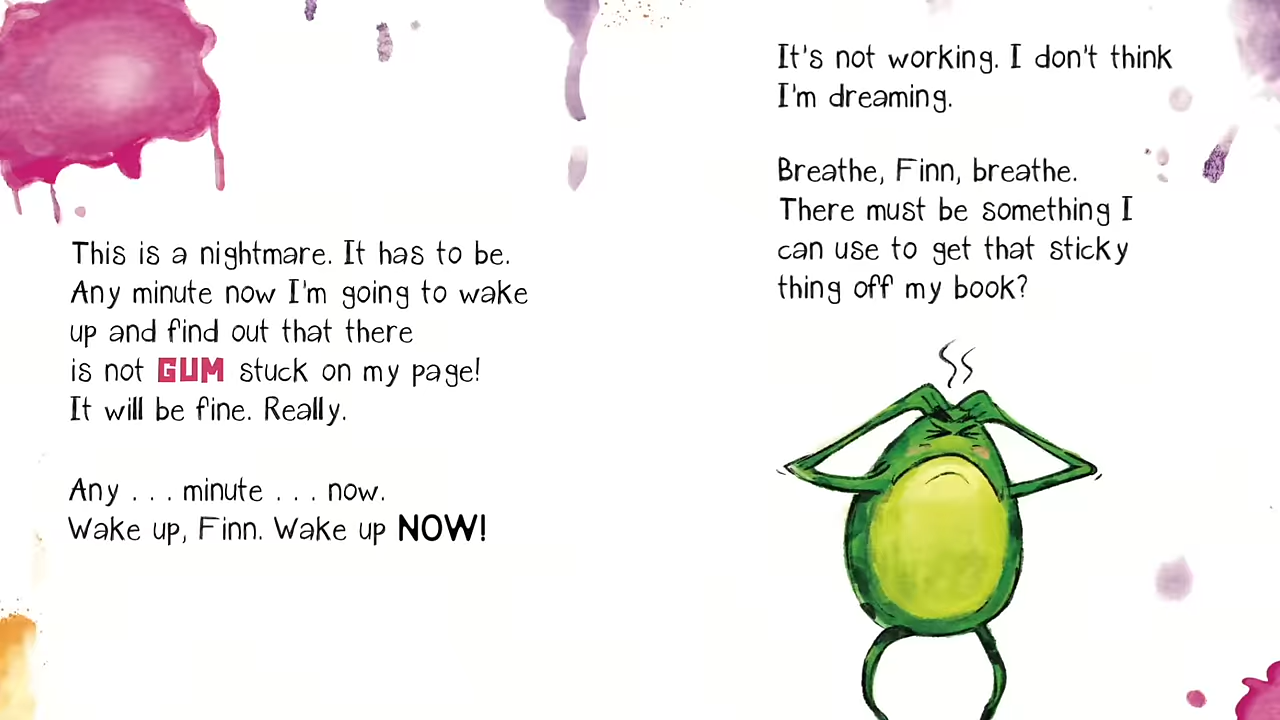 This is a nightmare. It has to be.
Any minute now I'm going to wake
up and find out that there
is not GUM stuck on my page!
It will be fine. Really.
Any . . . minute . . . now.
Wake up, Finn. Wake up NOW!
It's not working. I don't think
I'm dreaming.
Breathe, Finn, breathe.
There must be something I
can use to get that sticky
thing off my book?